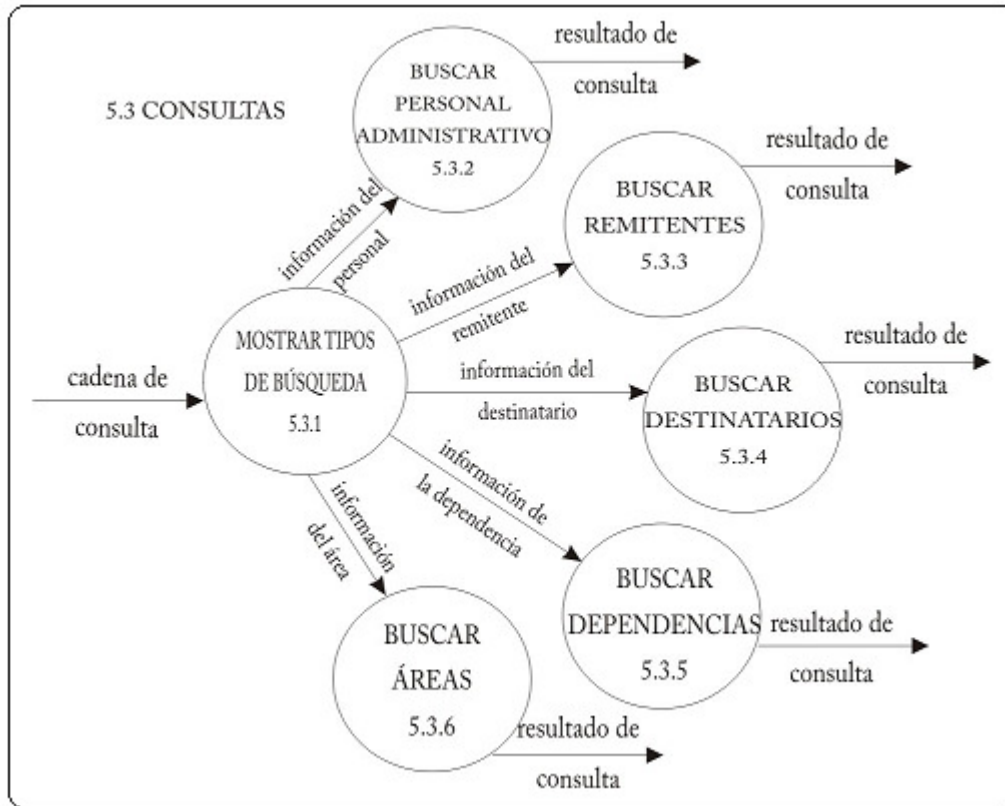 5.3 CONSULTAS
BUSCAR
PERSONAL
ADMINISTRATIVO
5.3.2
resultado de
consulta
información del
personal
BUSCAR
REMITENTES
5.3.3
resultado de
consulta
información del
remitente
MOSTRAR TIPOS
DE BÚSQUEDA
5.3.1
cadena de
consulta
información del
destinatario
BUSCAR
DESTINATARIOS
5.3.4
resultado de
consulta
información de
la dependencia
BUSCAR
DEPENDENCIAS
5.3.5
resultado de
consulta
información
del área
BUSCAR
ÁREAS
5.3.6
resultado de
consulta